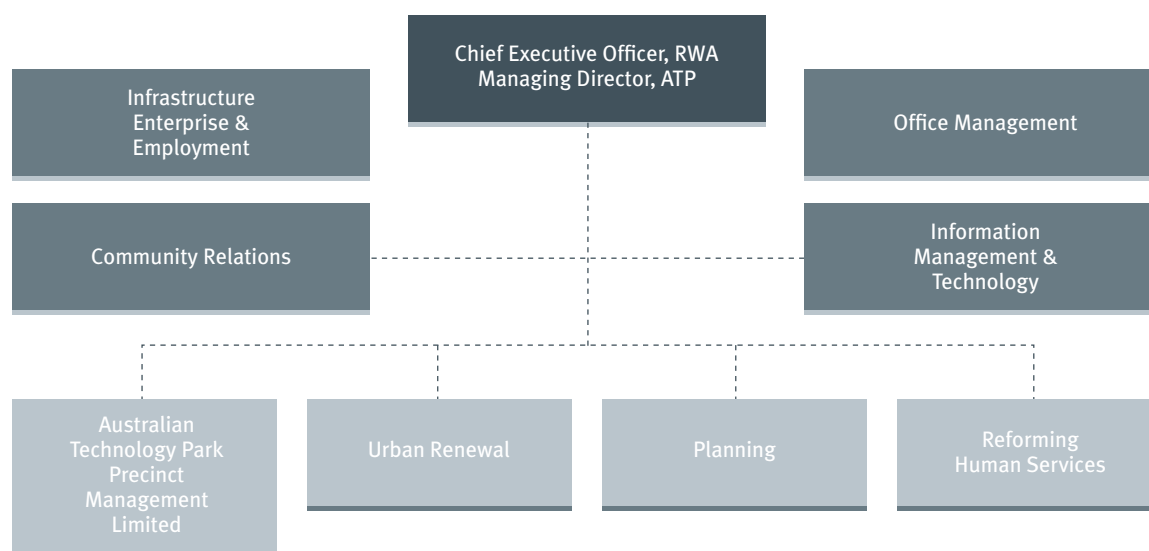 Chief Executive Officer, RWA
Managing Director, ATP
Infrastructure
Enterprise &
Employment
Office Management
Community Relations
Information
Management &
Technology
Australian
Technology Park
Precinct
Management
Limited
Urban Renewal
Planning
Reforming
Human Services